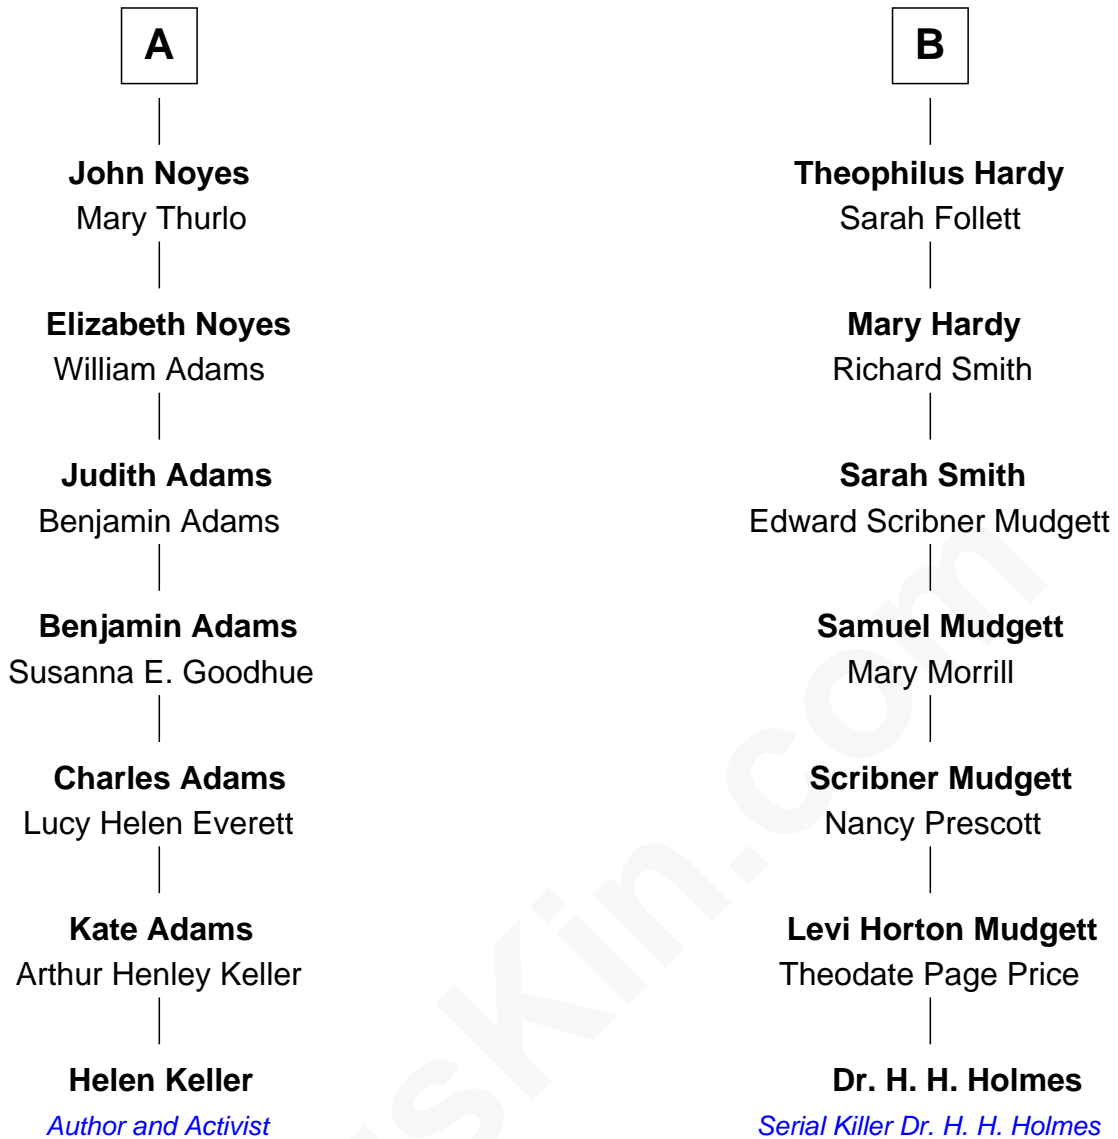 A
John Noyes
Mary Thurlo
Elizabeth Noyes
William Adams
Judith Adams
Benjamin Adams
Benjamin Adams
Susanna E. Goodhue
Charles Adams
Lucy Helen Everett
Kate Adams
Arthur Henley Keller
Helen Keller
Author and Activist
B
Theophilus Hardy
Sarah Follett
Mary Hardy
Richard Smith
Sarah Smith
Edward Scribner Mudgett
Samuel Mudgett
Mary Morrill
Scribner Mudgett
Nancy Prescott
Levi Horton Mudgett
Theodate Page Price
Dr. H. H. Holmes
Serial Killer Dr. H. H. Holmes
sKin.com